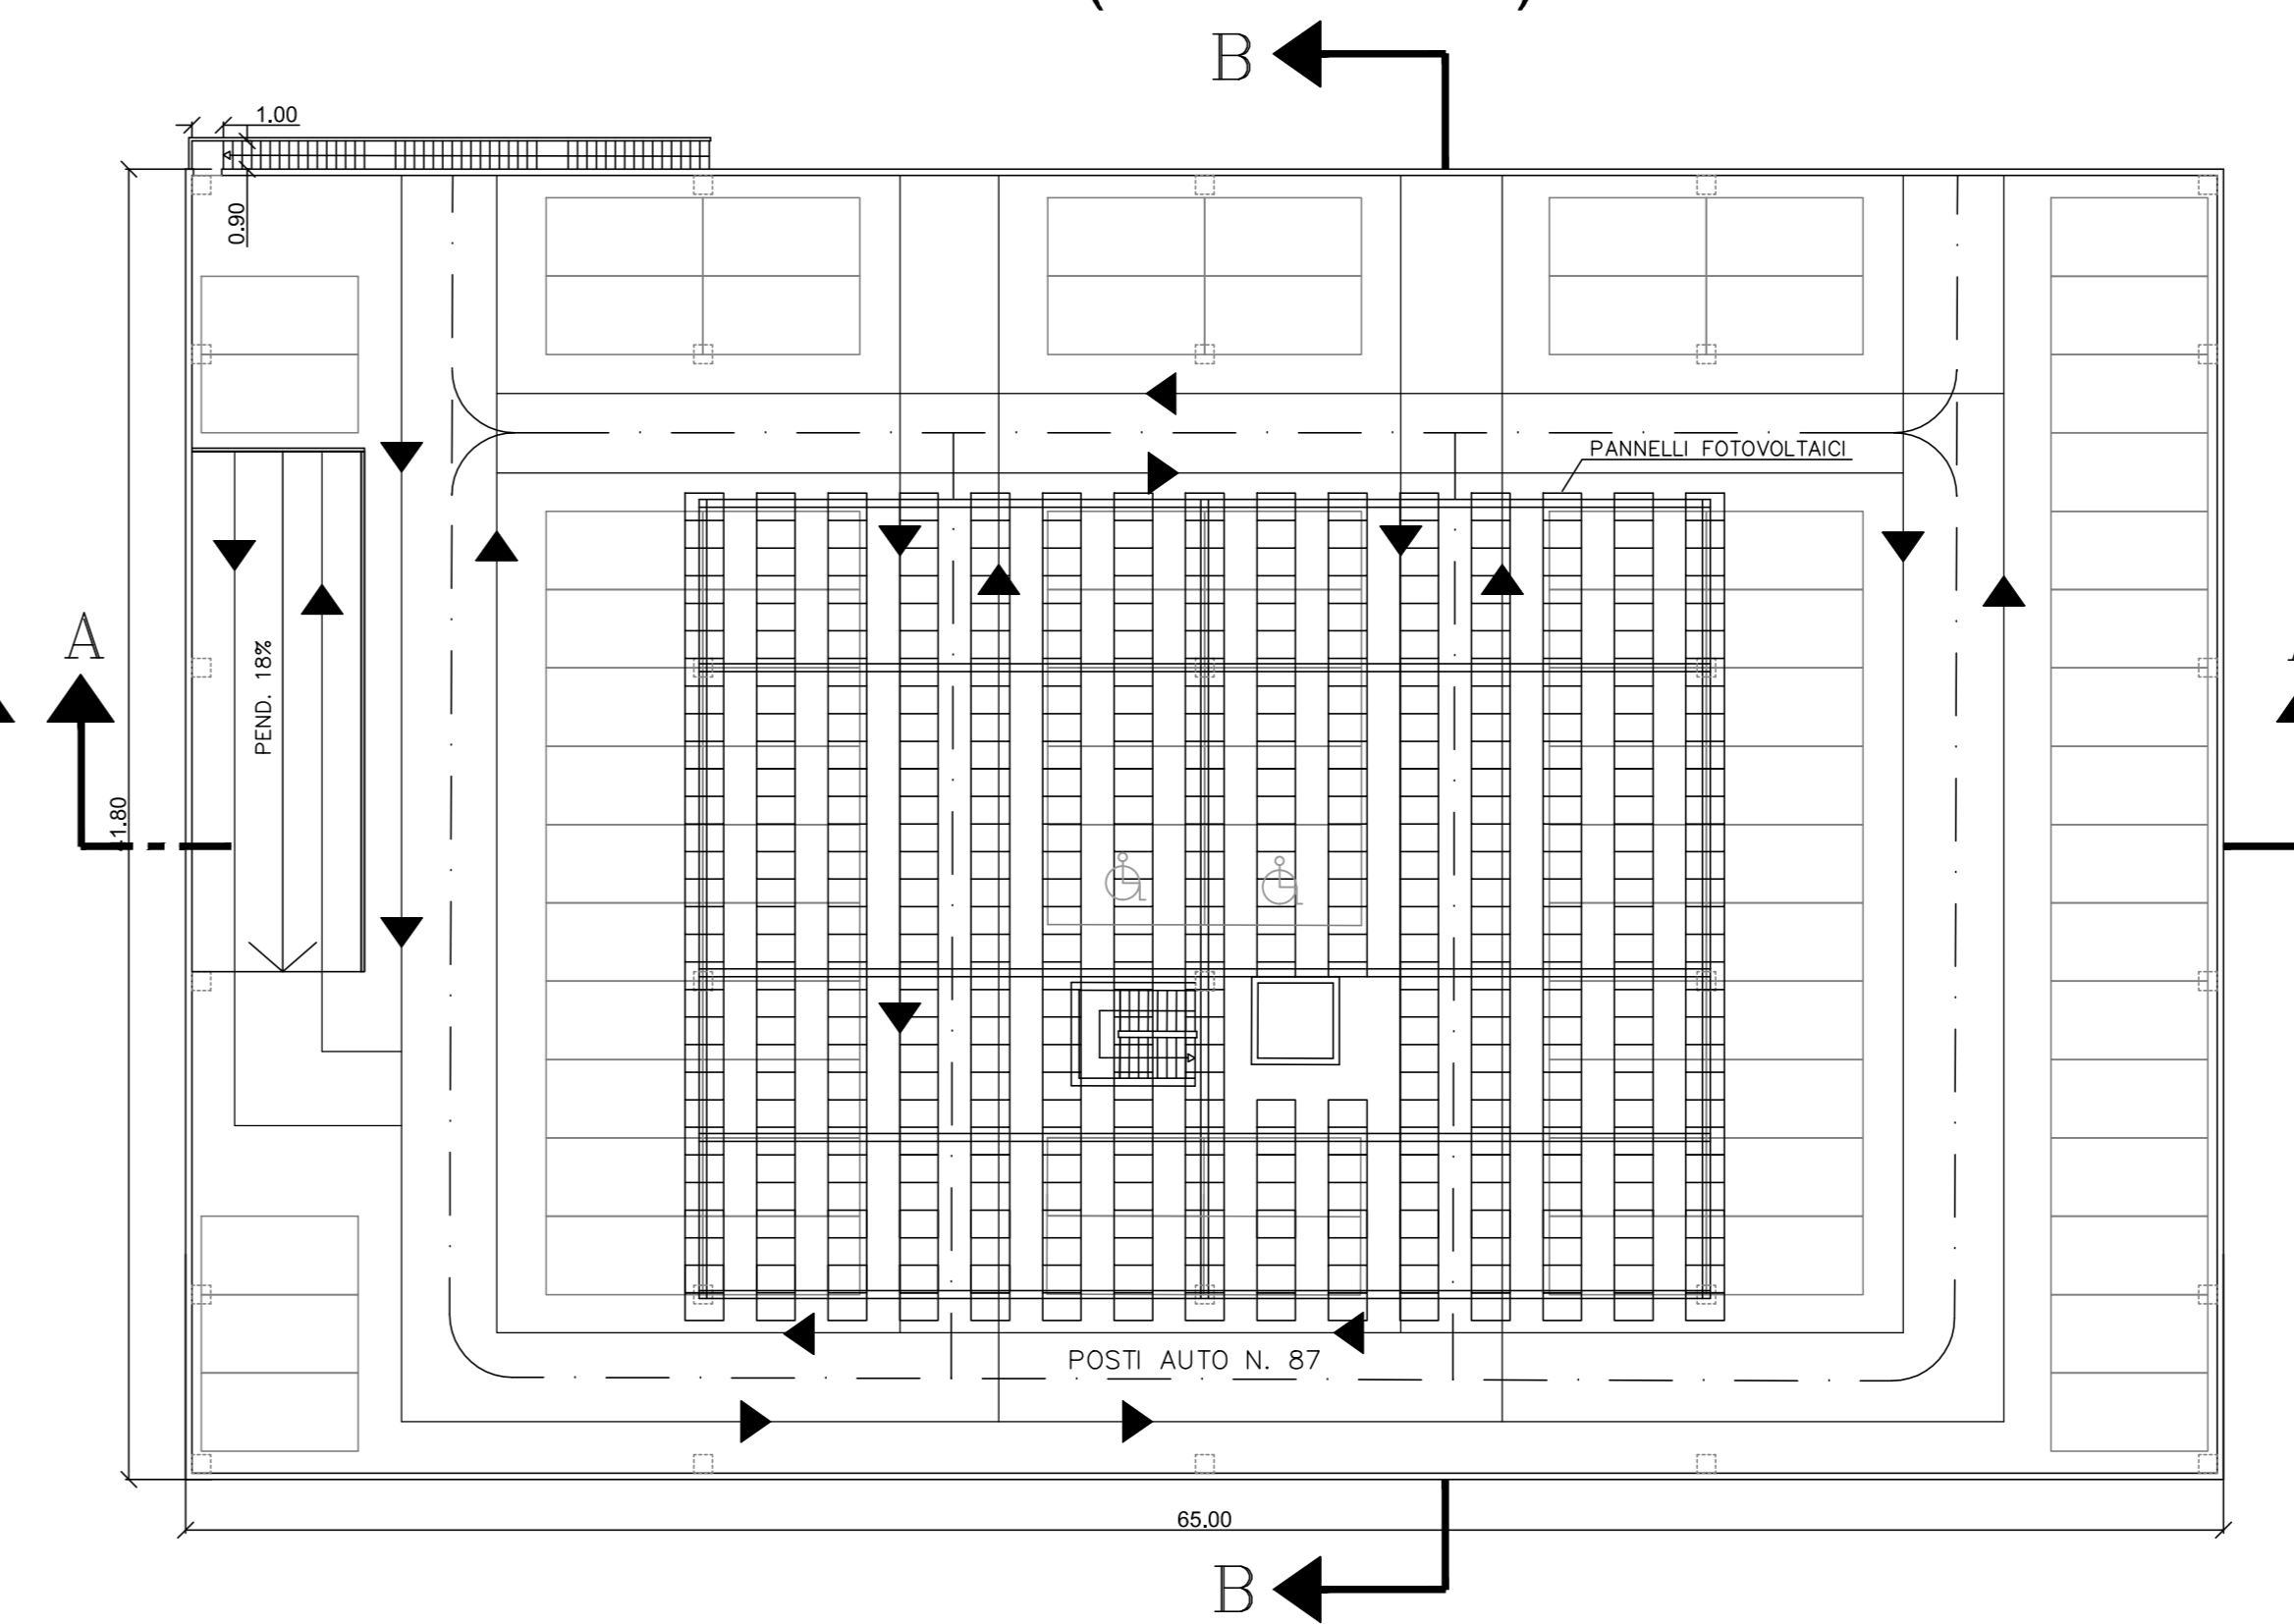 B
1.00
0.90
PANNELLI FOTOVOLTAICI
A
PEND. 18%
POSTI AUTO N. 87
65.00
B